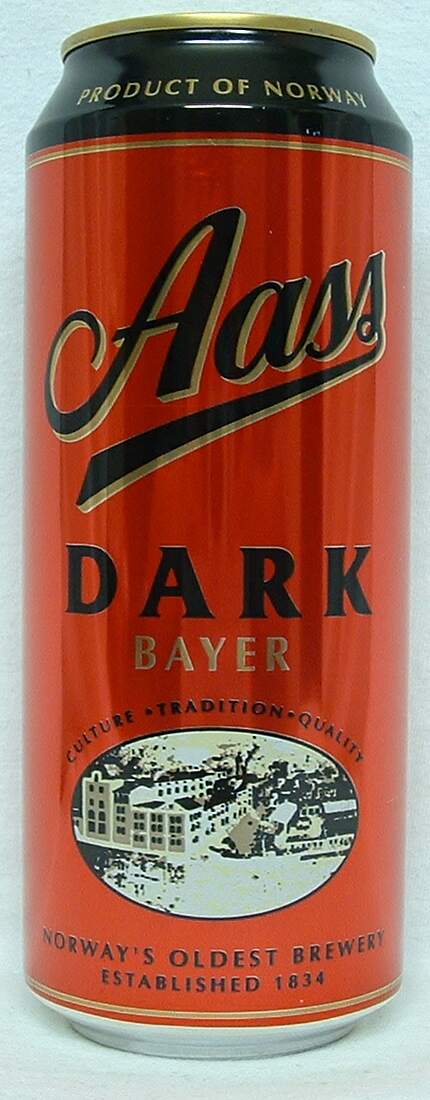 PRODUCT OF NORWAY
Aass
DARK
BAYER
CULTURE • TRADITION • QUALITY
NORWAY'S OLDEST BREWERY
ESTABLISHED 1834